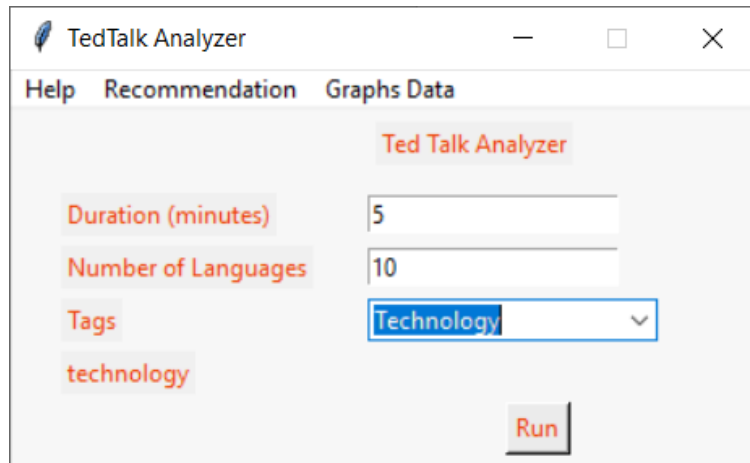 TedTalk Analyzer
Help Recommendation Graphs Data
Ted Talk Analyzer
Duration (minutes) 5
Number of Languages 10
Tags Technology
technology
Run